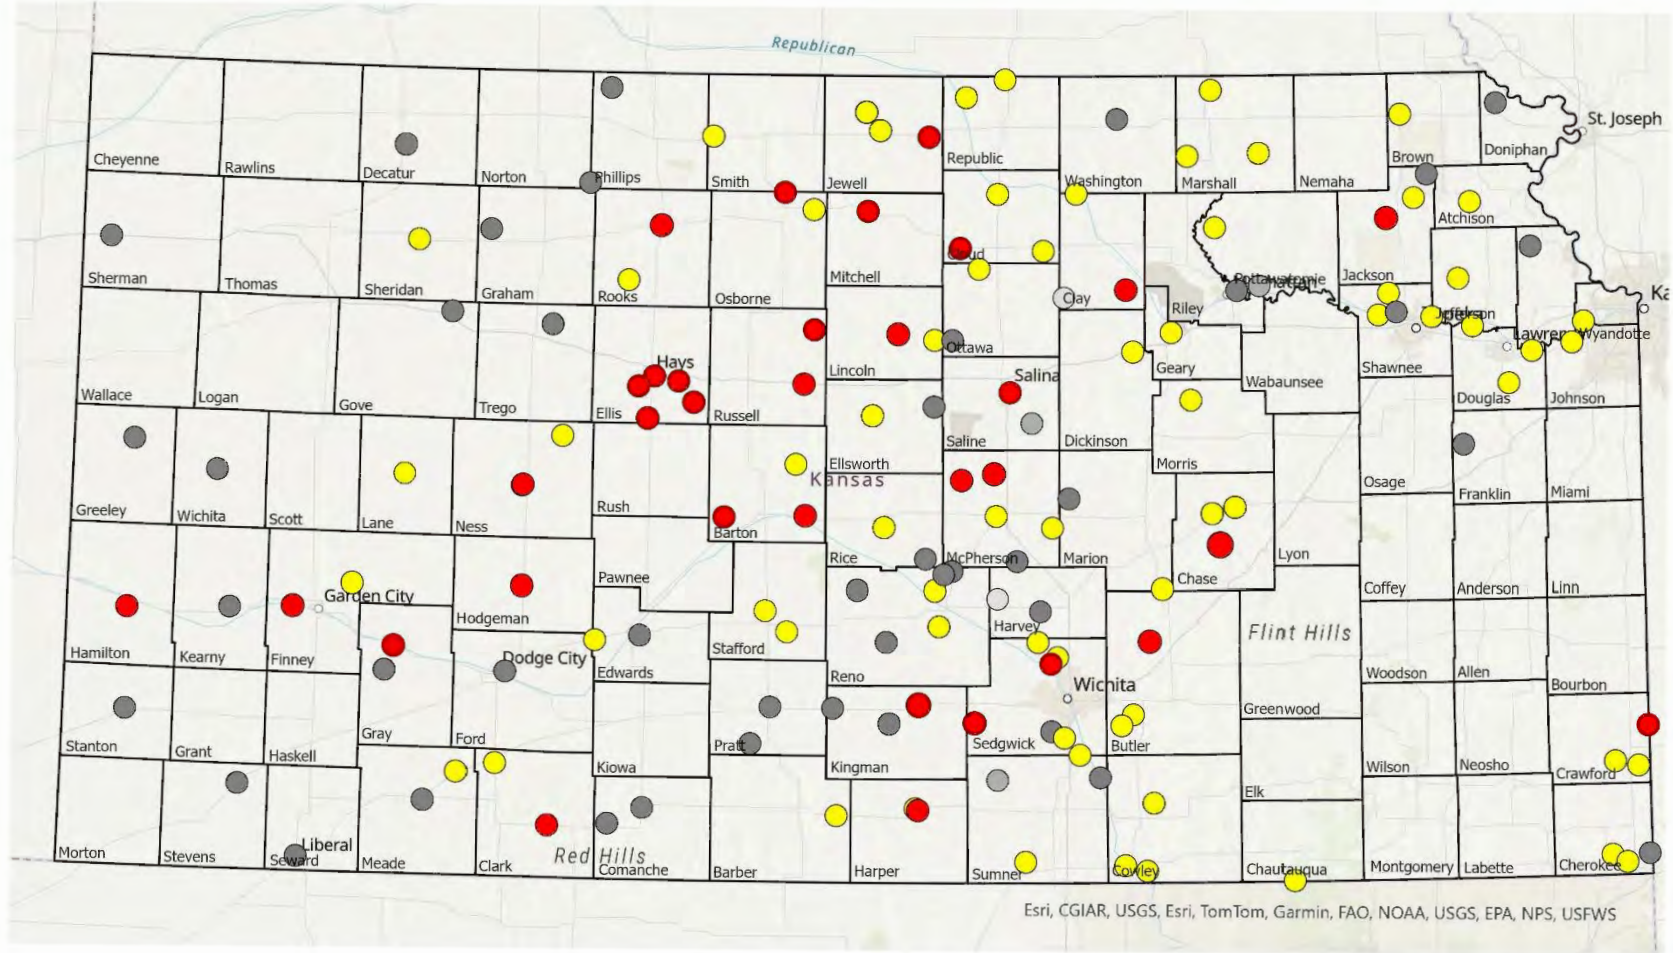 Republican
St. Joseph
Cheyenne
Rawlins
Decatur
Norton
Phillips
Smith
Jewell
Republic
Washington
Marshall
Nemaha
Brown
Doniphan
Atchison
Sherman
Thomas
Sheridan
Graham
Rooks
Osborne
Mitchell
Cloud
Clay
Riley
Pottawatomie
Jackson
Jefferson
Ka
Wallace
Logan
Gove
Trego
Hays
Ellis
Russell
Lincoln
Ottawa
Salina
Saline
Dickinson
Geary
Wabaunsee
Shawnee
Lawren
Wyandotte
Douglas
Johnson
Greeley
Wichita
Scott
Lane
Ness
Rush
Barton
Ellsworth
Kansas
Morris
Osage
Franklin
Miami
Hamilton
Kearny
Finney
Garden City
Hodgeman
Pawnee
Stafford
Rice
McPherson
Marion
Chase
Lyon
Coffey
Anderson
Linn
Dodge City
Edwards
Reno
Harvey
Flint Hills
Woodson
Allen
Bourbon
Stanton
Grant
Haskell
Gray
Ford
Kiowa
Pratt
Kingman
Sedgwick
Wichita
Butler
Greenwood
Wilson
Neosho
Crawford
Morton
Stevens
Seward
Liberal
Meade
Clark
Red Hills
Comanche
Barber
Harper
Sumner
Cowley
Elk
Chautauqua
Montgomery
Labette
Cherokee
Esri, CGIAR, USGS, Esri, TomTom, Garmin, FAO, NOAA, USGS, EPA, NPS, USFWS